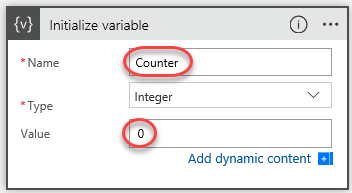 {v} Initialize variable
* Name Counter
* Type Integer
Value 0
Add dynamic content